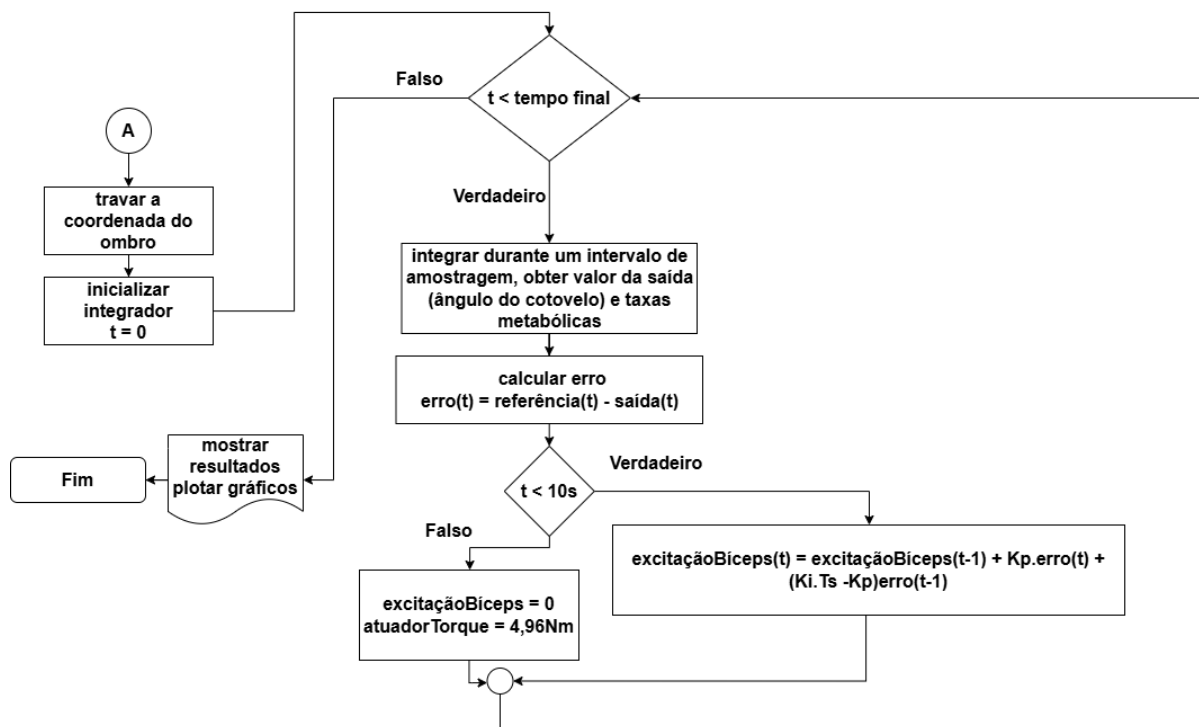 A
travar a
coordenada do
ombro
inicializar
integrador
t = 0
t < tempo final
Falso
Verdadeiro
integrar durante um intervalo de
amostragem, obter valor da saída
(ângulo do cotovelo) e taxas
metabólicas
calcular erro
erro(t) = referência(t) - saída(t)
t < 10s
Verdadeiro
Falso
excitaçãoBíceps(t) = excitaçãoBíceps(t-1) + Kp.erro(t) +
(Ki.Ts -Kp)erro(t-1)
excitaçãoBíceps = 0
atuadorTorque = 4,96Nm
mostrar
resultados
plotar gráficos
Fim